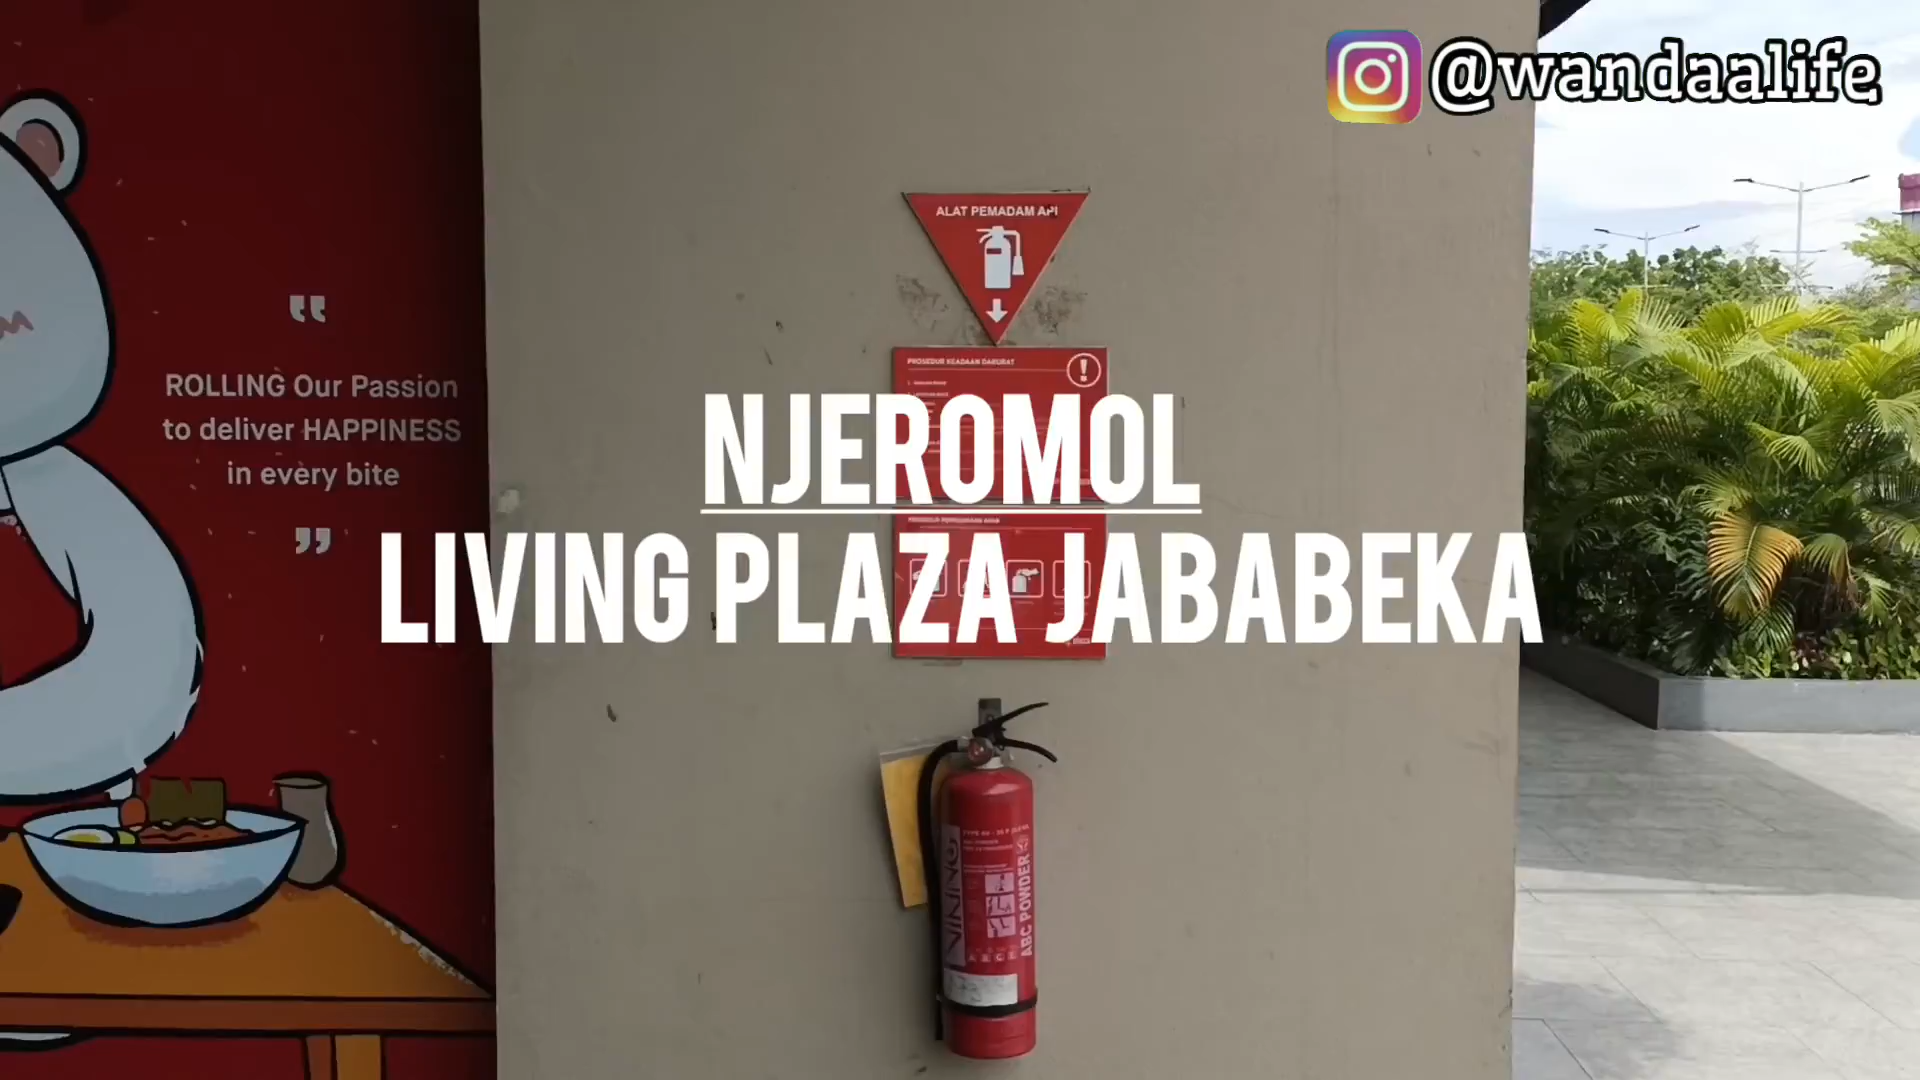 @wandaalife
ALAT PEMADAM API
PROSEDUR KEADAAN DARURAT
NJEROMOL
LIVING PLAZA JABABEKA
“
ROLLING Our Passion
to deliver HAPPINESS
in every bite
”
VIKING
ABC POWDER